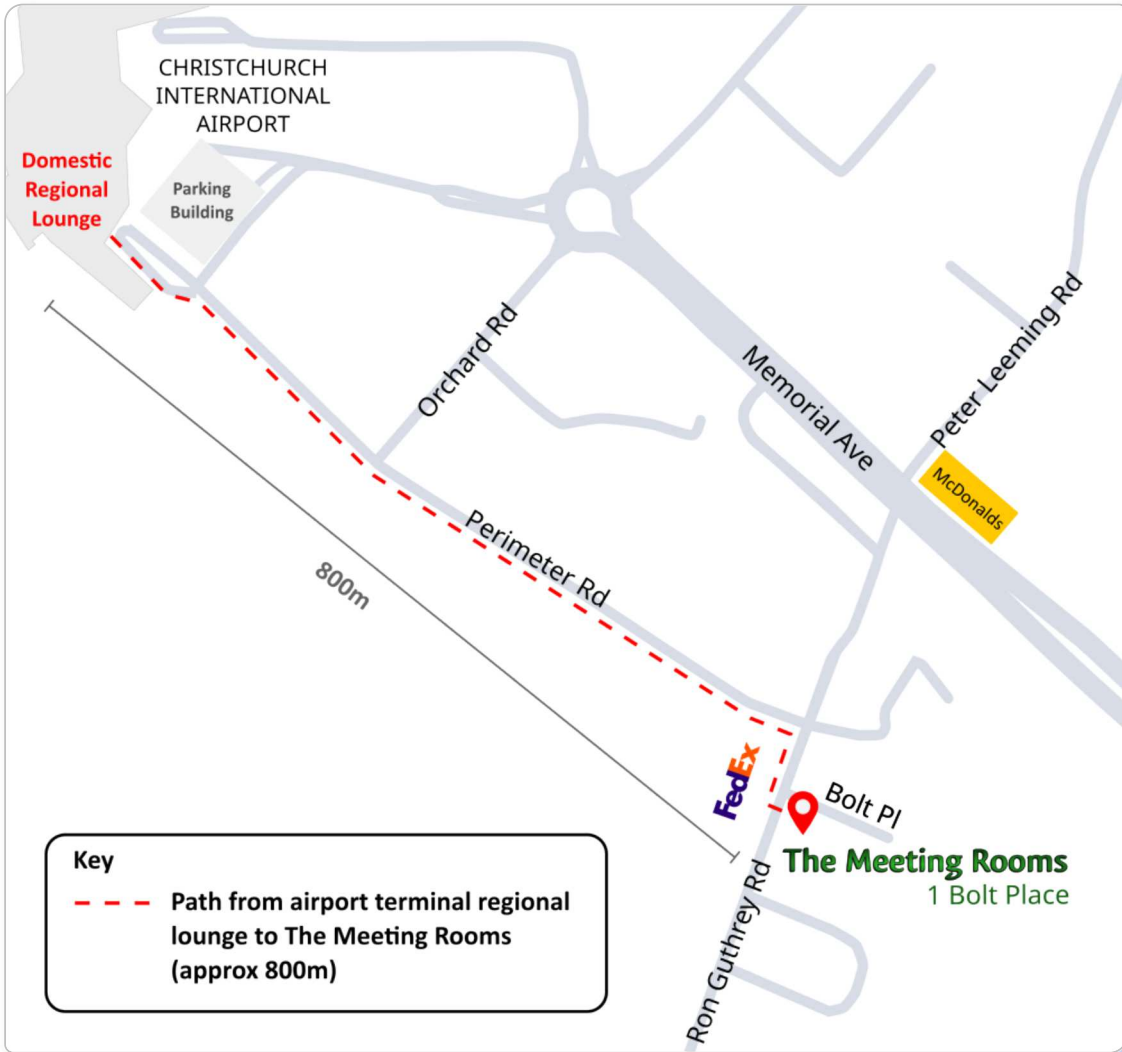 CHRISTCHURCH
INTERNATIONAL
AIRPORT
Domestic
Regional
Lounge
Parking
Building
Orchard Rd
Memorial Ave
Peter Leeming Rd
McDonalds
Perimeter Rd
800m
FedEx
Bolt Pl
The Meeting Rooms
1 Bolt Place
Ron Guthrey Rd
Key
Path from airport terminal regional
lounge to The Meeting Rooms
(approx 800m)